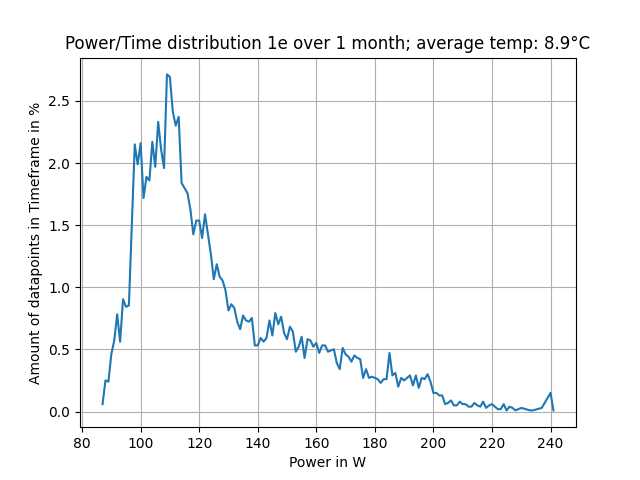 Power/Time distribution 1e over 1 month; average temp: 8.9°C
Amount of datapoints in Timeframe in %
2.5
2.0
1.5
1.0
0.5
0.0
80 100 120 140 160 180 200 220 240
Power in W